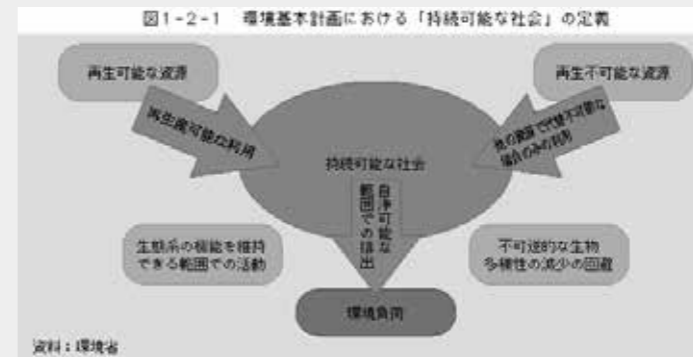 図1-2-1 環境基本計画における「持続可能な社会」の定義
再生可能な資源
再生不可能な資源
再生産可能な利用
他の資源で代替不可能な
場合のみの利用
持続可能な社会
自浄可能な
範囲での排出
生態系の機能を維持
できる範囲での活動
不可逆的な生物
多様性の減少の回避
環境負荷
資料:環境省